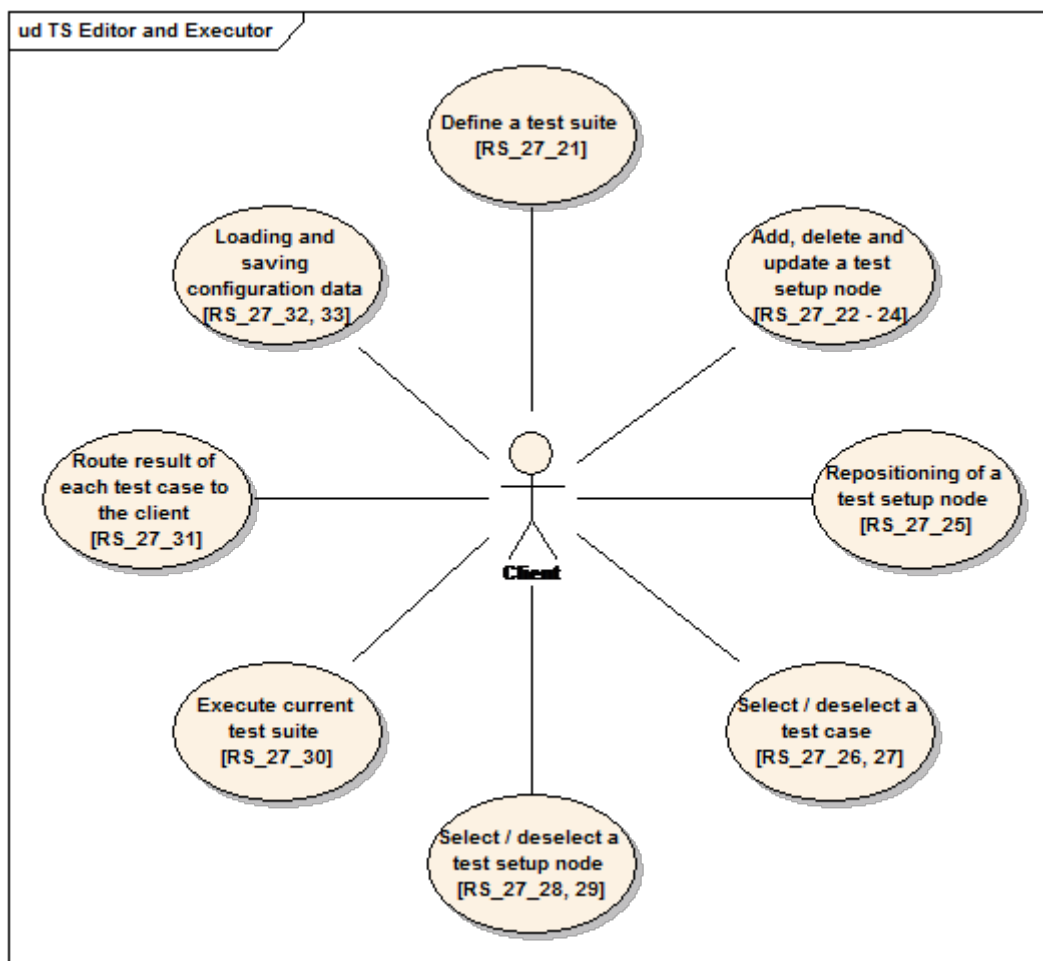 ud TS Editor and Executor
Define a test suite
[RS_27_21]
Loading and
saving
configuration data
[RS_27_32, 33]
Add, delete and
update a test
setup node
[RS_27_22 - 24]
Route result of
each test case to
the client
[RS_27_31]
Repositioning of a
test setup node
[RS_27_25]
Client
Execute current
test suite
[RS_27_30]
Select / deselect a
test case
[RS_27_26, 27]
Select / deselect a
test setup node
[RS_27_28, 29]